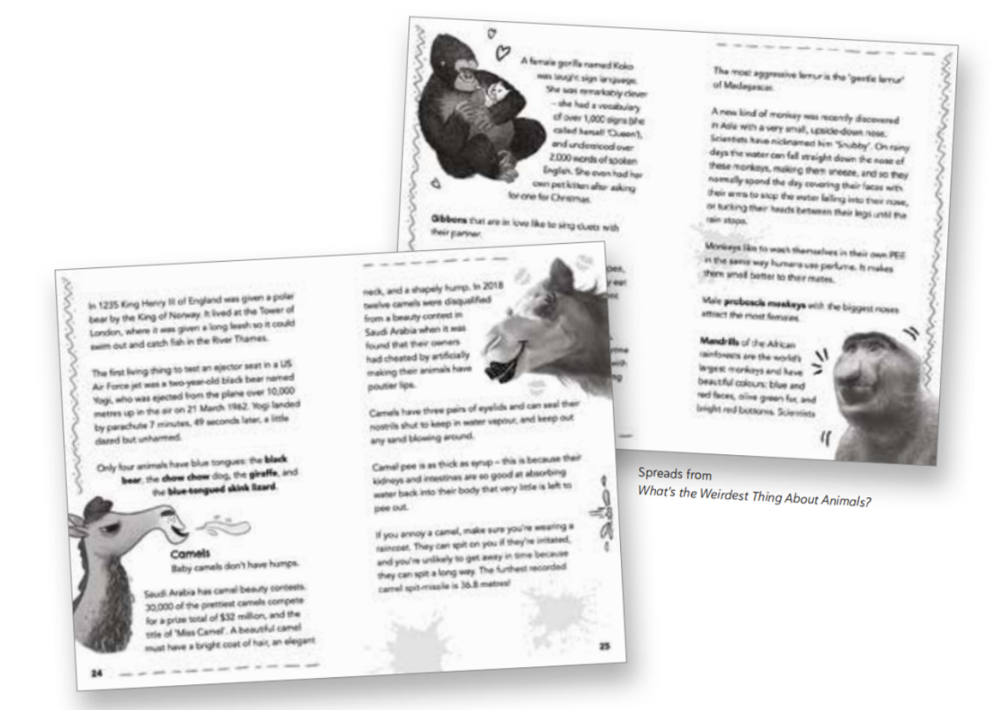 A female gorilla named Koko
was taught sign language.
She was remarkably clever
– she had a vocabulary
of over 1,000 signs (she
called herself 'Queen'),
and understood over
2,000 words of spoken
English. She even had her
own pet kitten after asking
for one for Christmas.
Gibbons that are in love like to sing duets with
their partner.
The most aggressive lemur is the 'gentle lemur'
of Madagascar.
A new kind of monkey was recently discovered
in Asia with a very small, upside-down nose.
Scientists have nicknamed him 'Snubby'. On rainy
days the water can fall straight down the nose of
these monkeys, making them sneeze, and so they
normally spend the day covering their faces with
their arms to stop the water falling into their nose,
or tucking their heads between their legs until the
rain stops.
Monkeys like to wash themselves in their own PEE
in the same way humans use perfume. It makes
them smell better to their mates.
Male proboscis monkeys with the biggest noses
attract the most females.
Mandrills of the African
rainforests are the world's
largest monkeys and have
beautiful colours: blue and
red faces, olive green fur, and
bright red bottoms. Scientists
In 1235 King Henry III of England was given a polar
bear by the King of Norway. It lived at the Tower of
London, where it was given a long leash so it could
swim out and catch fish in the River Thames.
The first living thing to test an ejector seat in a US
Air Force jet was a two-year-old black bear named
Yogi, who was ejected from the plane over 10,000
metres up in the air on 21 March 1962. Yogi landed
by parachute 7 minutes, 49 seconds later, a little
dazed but unharmed.
Only four animals have blue tongues: the black
bear, the chow chow dog, the giraffe, and
the blue-tongued skink lizard.
Camels
Baby camels don't have humps.
Saudi Arabia has camel beauty contests.
30,000 of the prettiest camels compete
for a prize total of $32 million, and the
title of 'Miss Camel'. A beautiful camel
must have a bright coat of hair, an elegant
24
neck, and a shapely hump. In 2018
twelve camels were disqualified
from a beauty contest in
Saudi Arabia when it was
found that their owners
had cheated by artificially
making their animals have
poutier lips.
Camels have three pairs of eyelids and can seal their
nostrils shut to keep in water vapour, and keep out
any sand blowing around.
Camel pee is as thick as syrup – this is because their
kidneys and intestines are so good at absorbing
water back into their body that very little is left to
pee out.
If you annoy a camel, make sure you're wearing a
raincoat. They can spit on you if they're irritated,
and you're unlikely to get away in time because
they can spit a long way. The furthest recorded
camel spit-missile is 36.8 metres!
25
Spreads from
What's the Weirdest Thing About Animals?